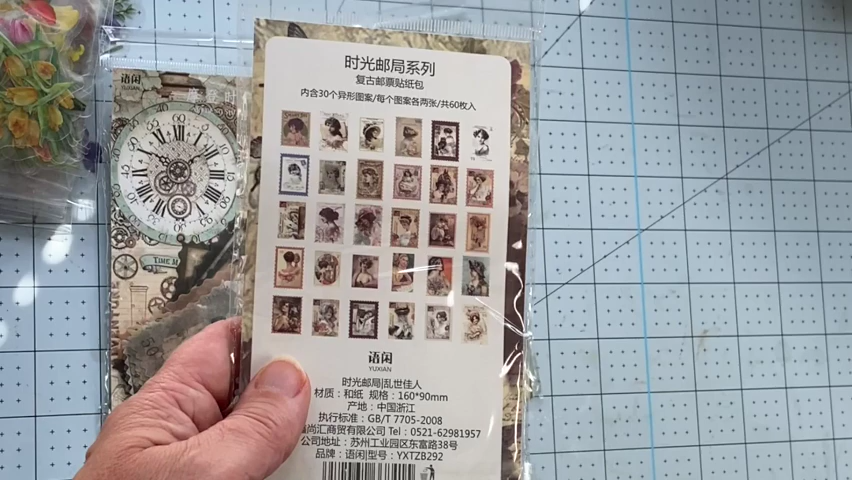 语闲
YUXIAN
TIME M
时光邮局系列
复古邮票贴纸包
内含30个异形图案/每个图案各两张/共60枚入
语闲
YUXIAN
时光邮局|乱世佳人
材质：和纸 规格：160*90mm
产地：中国浙江
执行标准：GB/T 7705-2008
尚汇商贸有限公司 Tel：0521-62981957
公司地址：苏州工业园区东富路38号
品牌：语闲|型号：YXTZB292